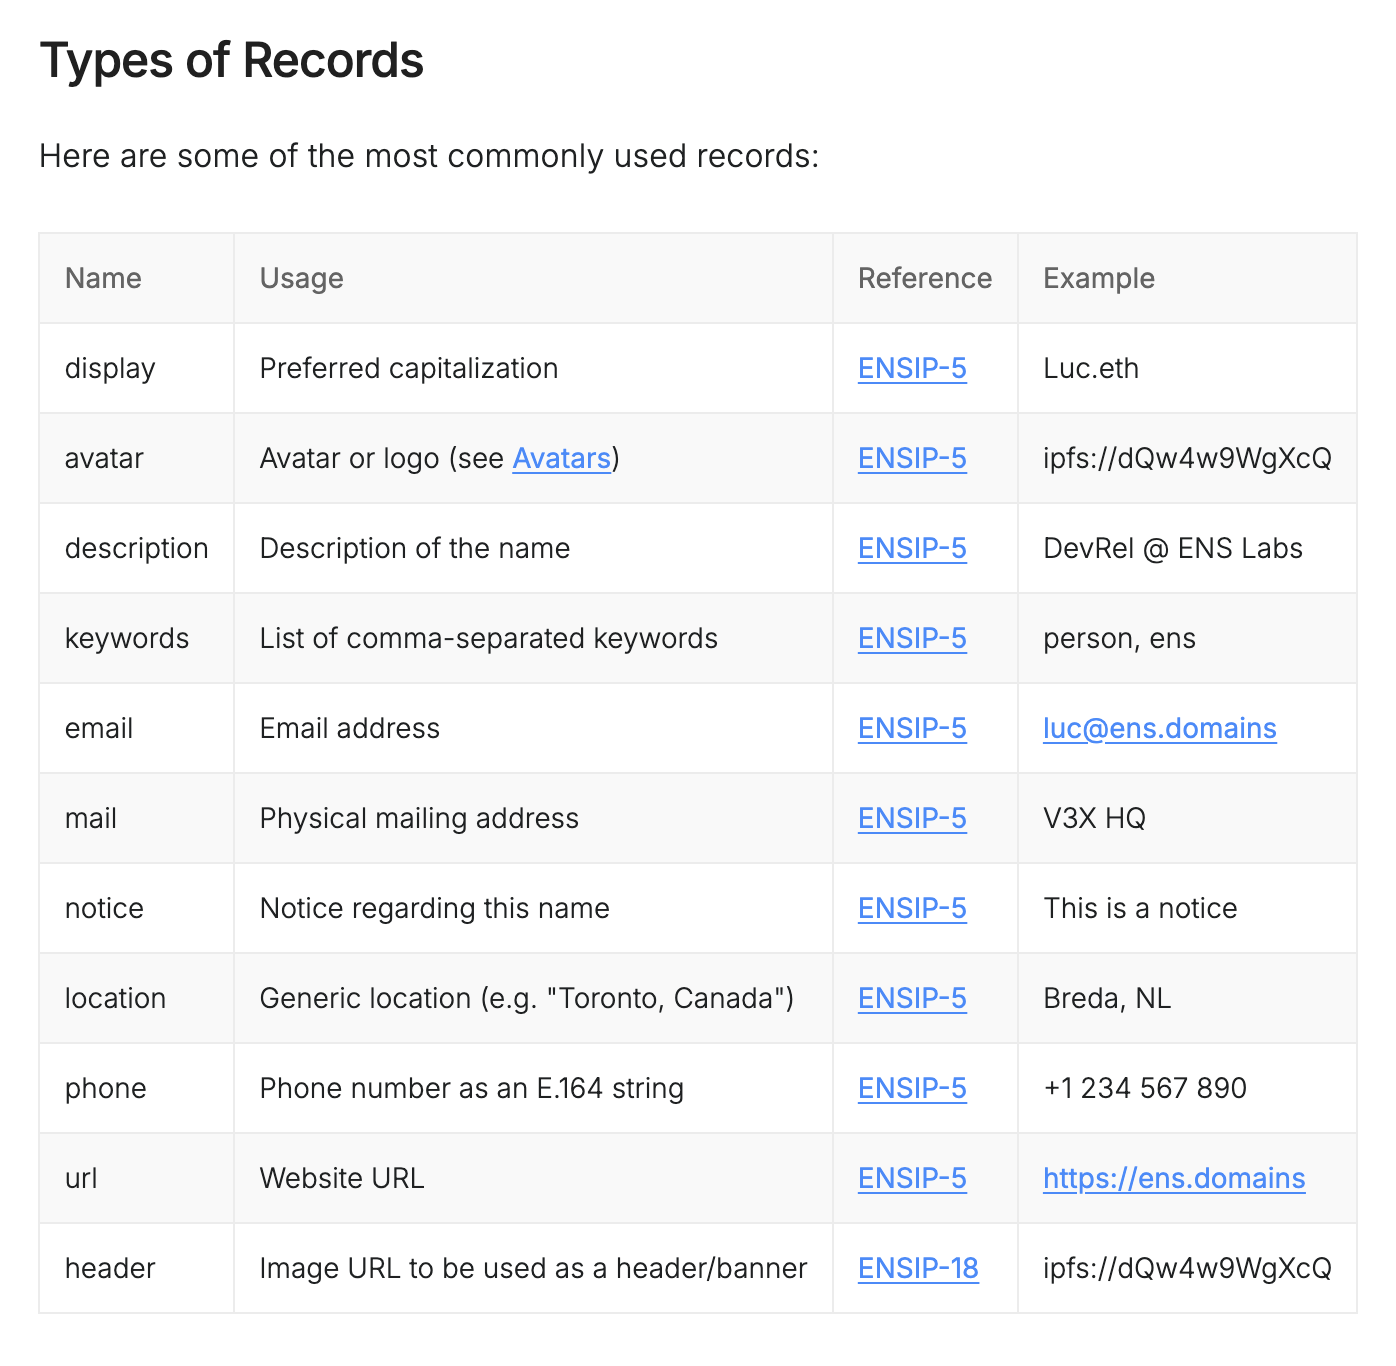 Types of Records
Here are some of the most commonly used records:
Name Usage Reference Example
display Preferred capitalization ENSIP-5 Luc.eth
avatar Avatar or logo (see Avatars) ENSIP-5 ipfs://dQw4w9WgXcQ
description Description of the name ENSIP-5 DevRel @ ENS Labs
keywords List of comma-separated keywords ENSIP-5 person, ens
email Email address ENSIP-5 luc@ens.domains
mail Physical mailing address ENSIP-5 V3X HQ
notice Notice regarding this name ENSIP-5 This is a notice
location Generic location (e.g. "Toronto, Canada") ENSIP-5 Breda, NL
phone Phone number as an E.164 string ENSIP-5 +1 234 567 890
url Website URL ENSIP-5 https://ens.domains
header Image URL to be used as a header/banner ENSIP-18 ipfs://dQw4w9WgXcQ